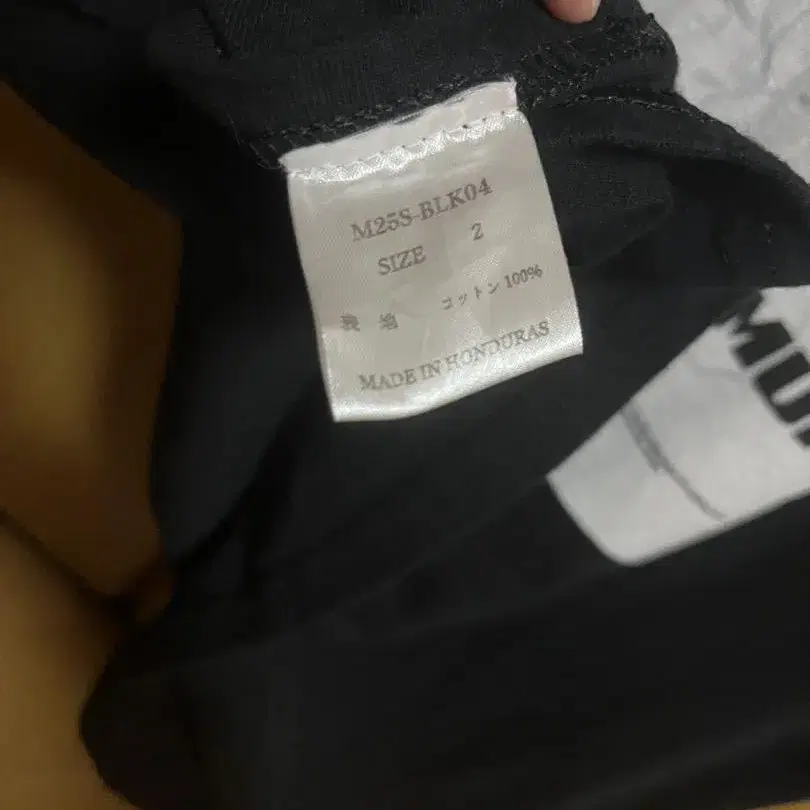 M25S-BLK04
SIZE 2
表 地 コットン 100%
MADE IN HONDURAS
MU